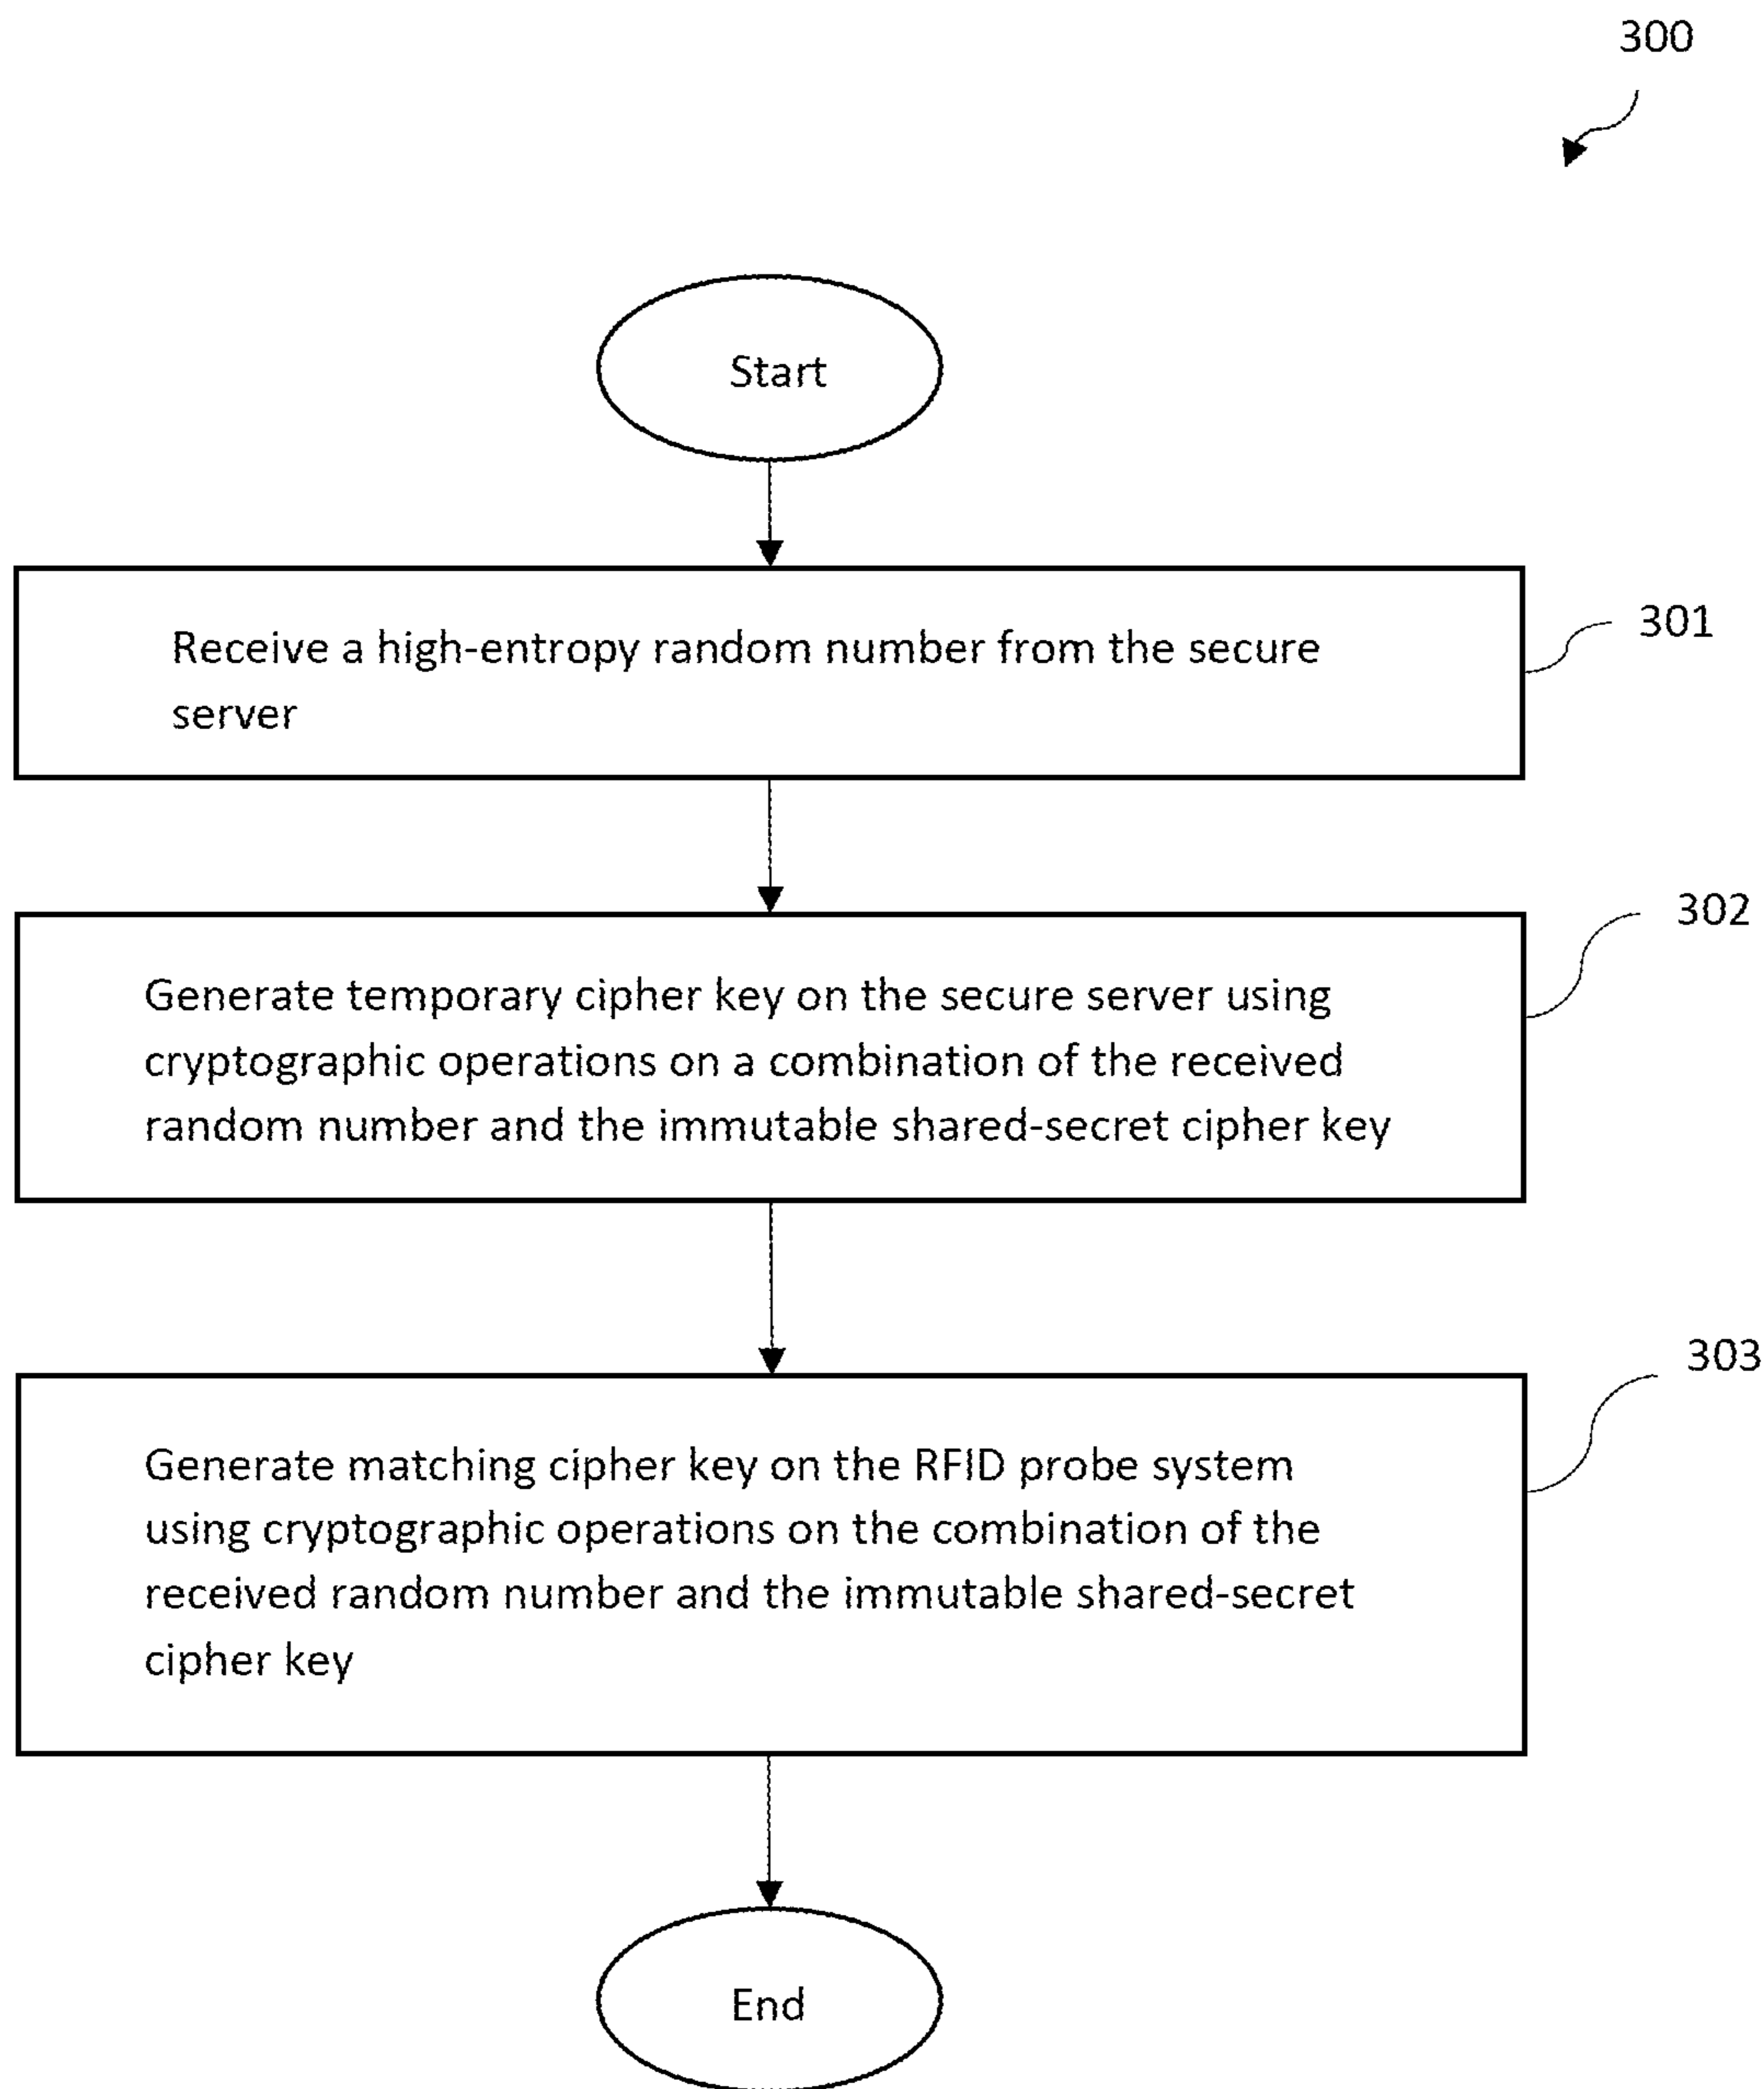 300
Start
Receive a high-entropy random number from the secure
server
301
Generate temporary cipher key on the secure server using
cryptographic operations on a combination of the received
random number and the immutable shared-secret cipher key
302
Generate matching cipher key on the RFID probe system
using cryptographic operations on the combination of the
received random number and the immutable shared-secret
cipher key
303
End